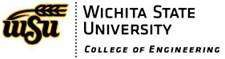 WSU
WICHITA STATE
UNIVERSITY
COLLEGE OF ENGINEERING